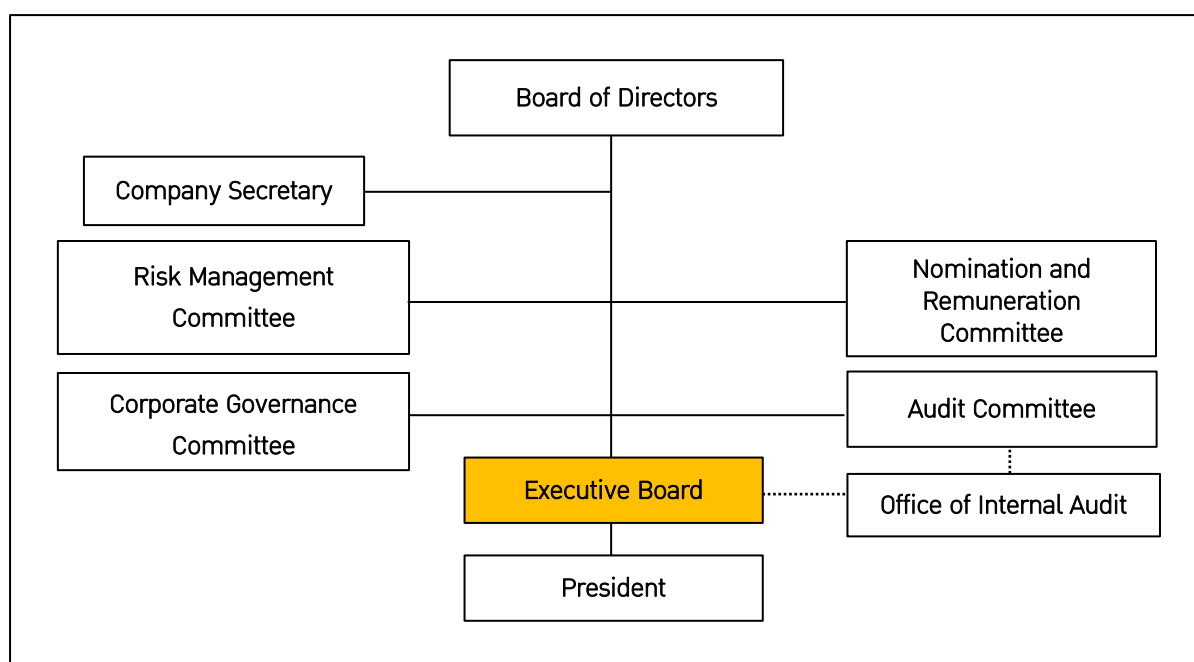 Board of Directors
Company Secretary
Risk Management
Committee
Nomination and
Remuneration
Committee
Corporate Governance
Committee
Audit Committee
Executive Board
Office of Internal Audit
President